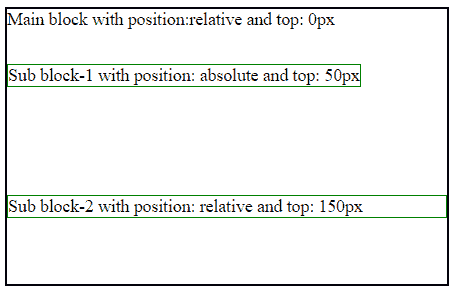 Main block with position:relative and top: 0px
Sub block-1 with position: absolute and top: 50px
Sub block-2 with position: relative and top: 150px